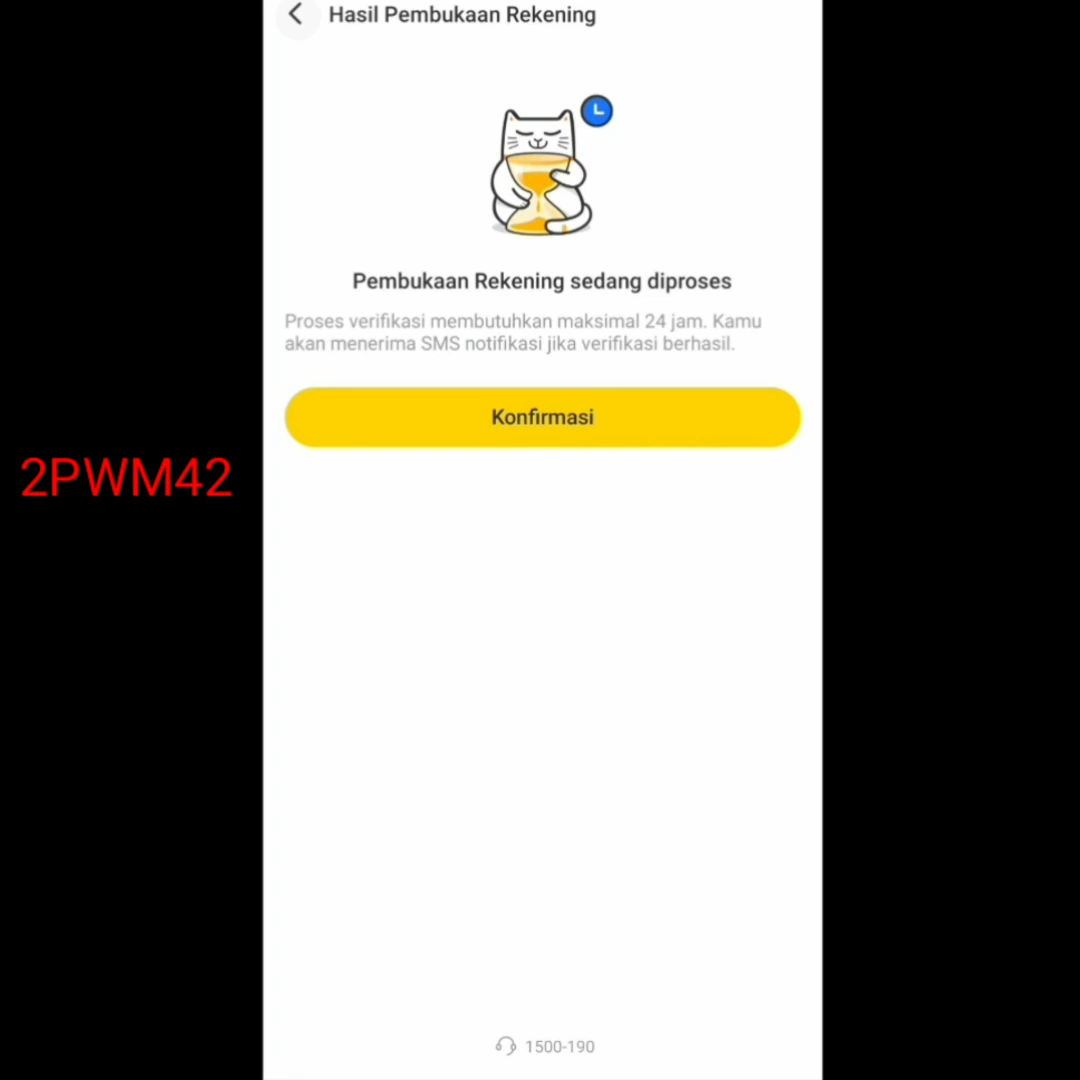 Hasil Pembukaan Rekening
Pembukaan Rekening sedang diproses
Proses verifikasi membutuhkan maksimal 24 jam. Kamu
akan menerima SMS notifikasi jika verifikasi berhasil.
Konfirmasi
2PWM42
1500-190